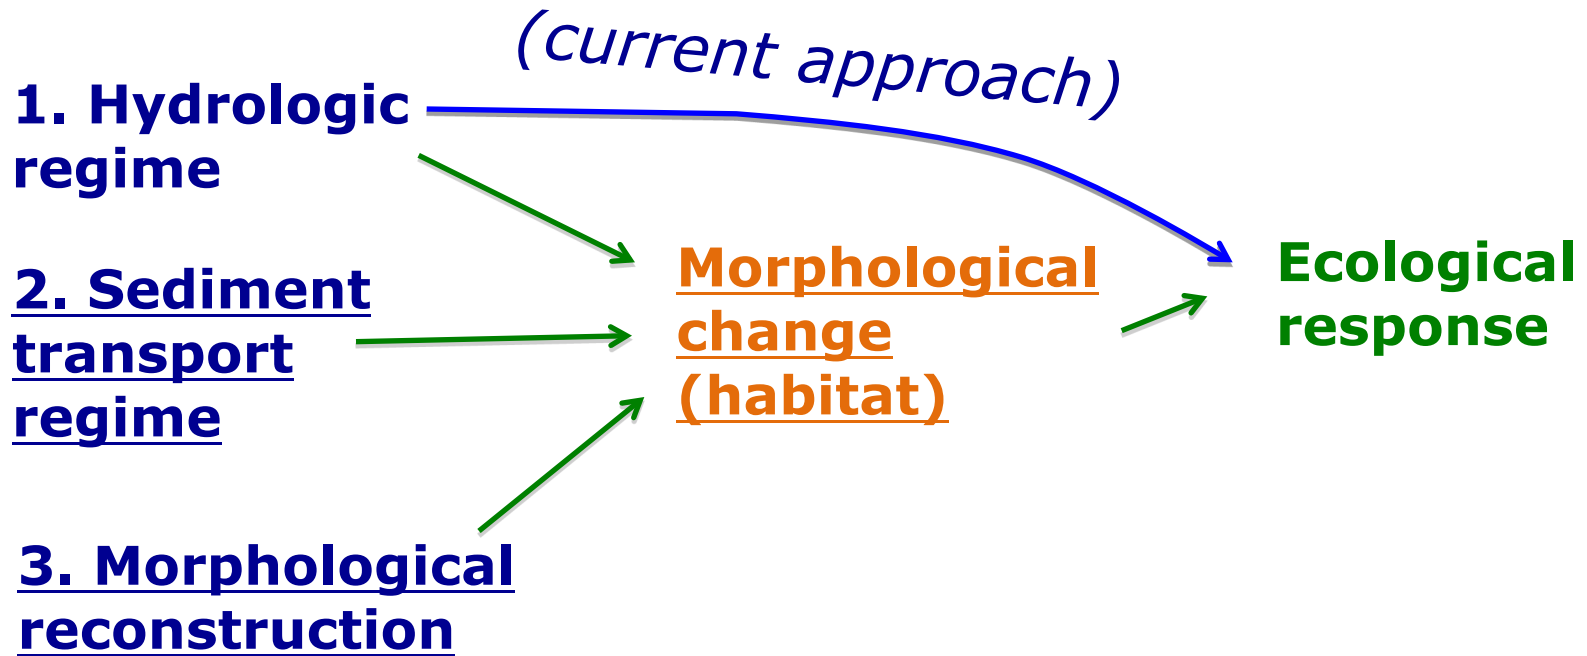 (current approach)
1. Hydrologic
regime
2. Sediment
transport
regime
Morphological
change
(habitat)
Ecological
response
3. Morphological
reconstruction